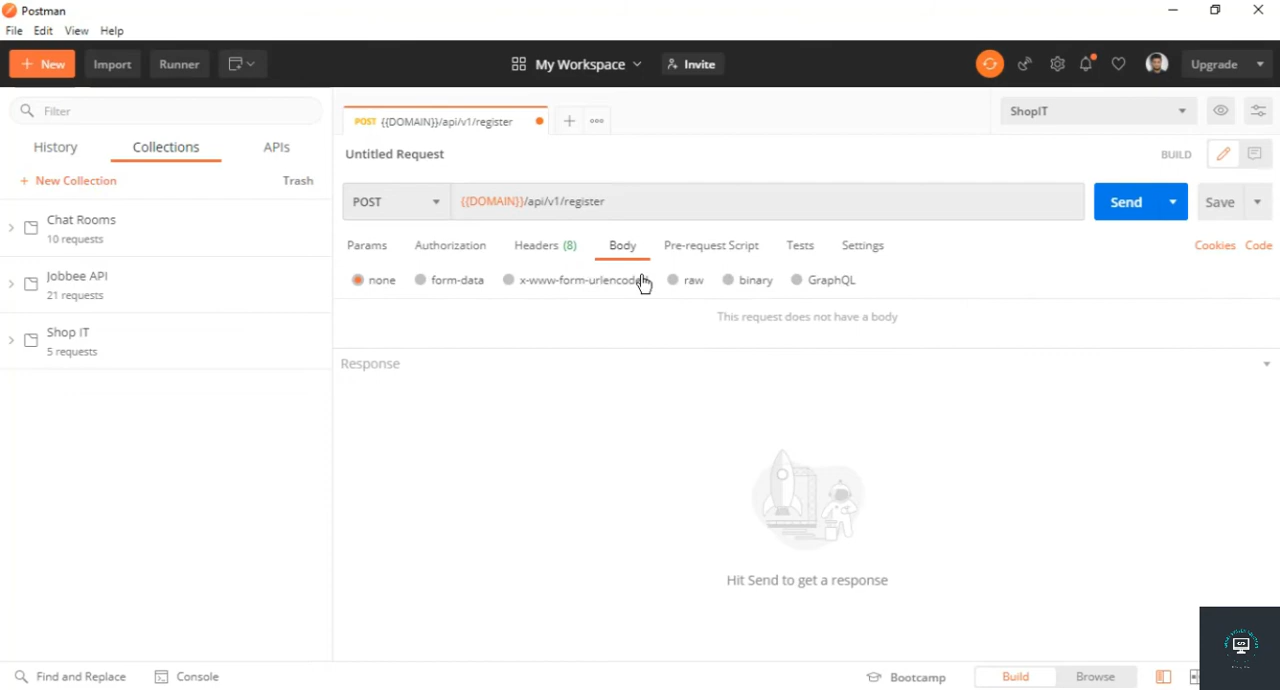 Postman
File Edit View Help
+ New Import Runner My Workspace Invite Upgrade
Filter
History Collections APIs
+ New Collection Trash
Chat Rooms
10 requests
Jobbee API
21 requests
Shop IT
5 requests
POST {{DOMAIN}}/api/v1/register
ShopIT
Untitled Request BUILD
POST {{DOMAIN}}/api/v1/register Send Save
Params Authorization Headers (8) Body Pre-request Script Tests Settings Cookies Code
none form-data x-www-form-urlencoded raw binary GraphQL
This request does not have a body
Response
Hit Send to get a response
Find and Replace Console Bootcamp Build Browse